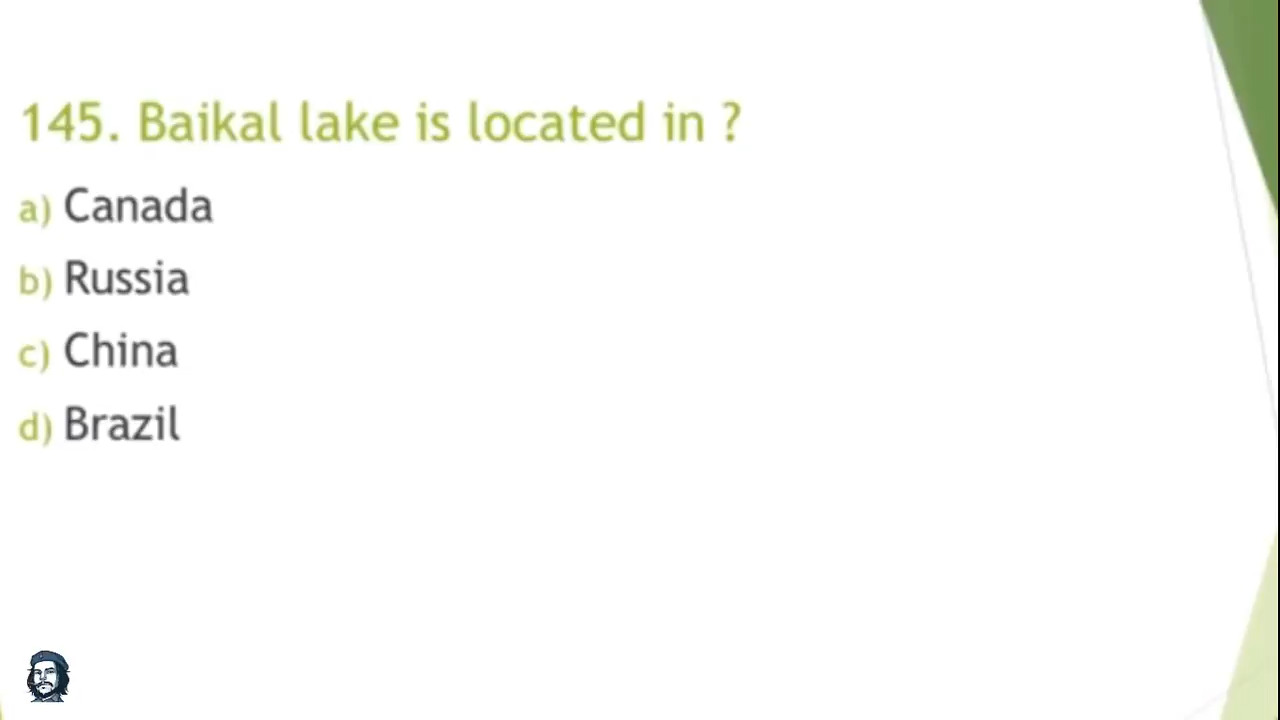 145. Baikal lake is located in ?
a) Canada
b) Russia
c) China
d) Brazil